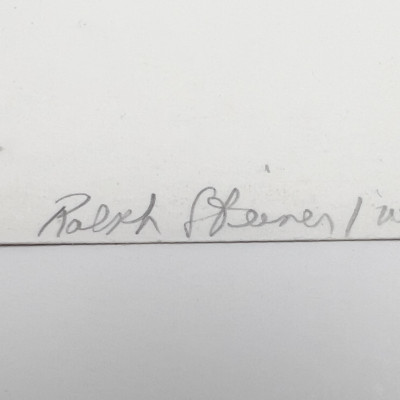 Ralph Steiner /